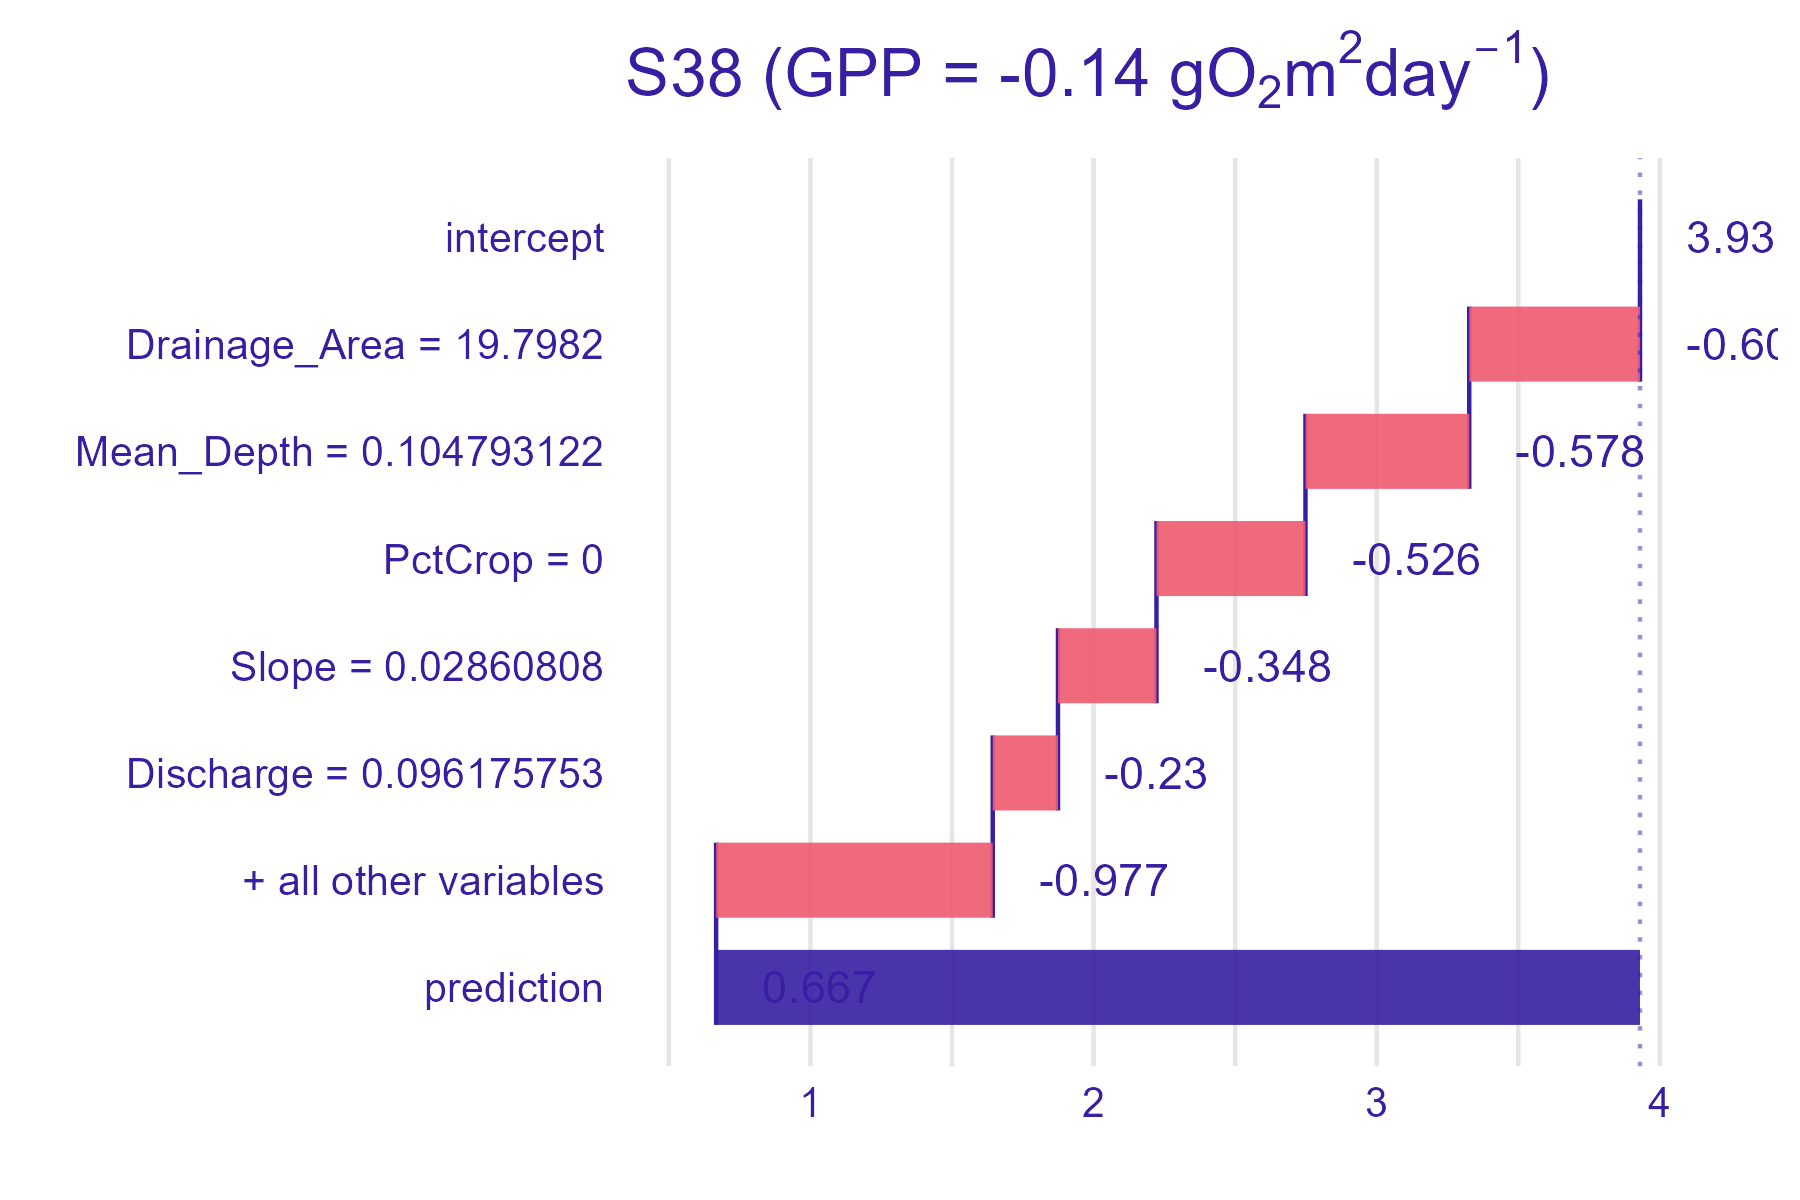 S38 (GPP = -0.14 gO₂m²day⁻¹)
intercept 3.93
Drainage_Area = 19.7982 -0.60
Mean_Depth = 0.104793122 -0.578
PctCrop = 0 -0.526
Slope = 0.02860808 -0.348
Discharge = 0.096175753 -0.23
+ all other variables -0.977
prediction 0.667
1 2 3 4